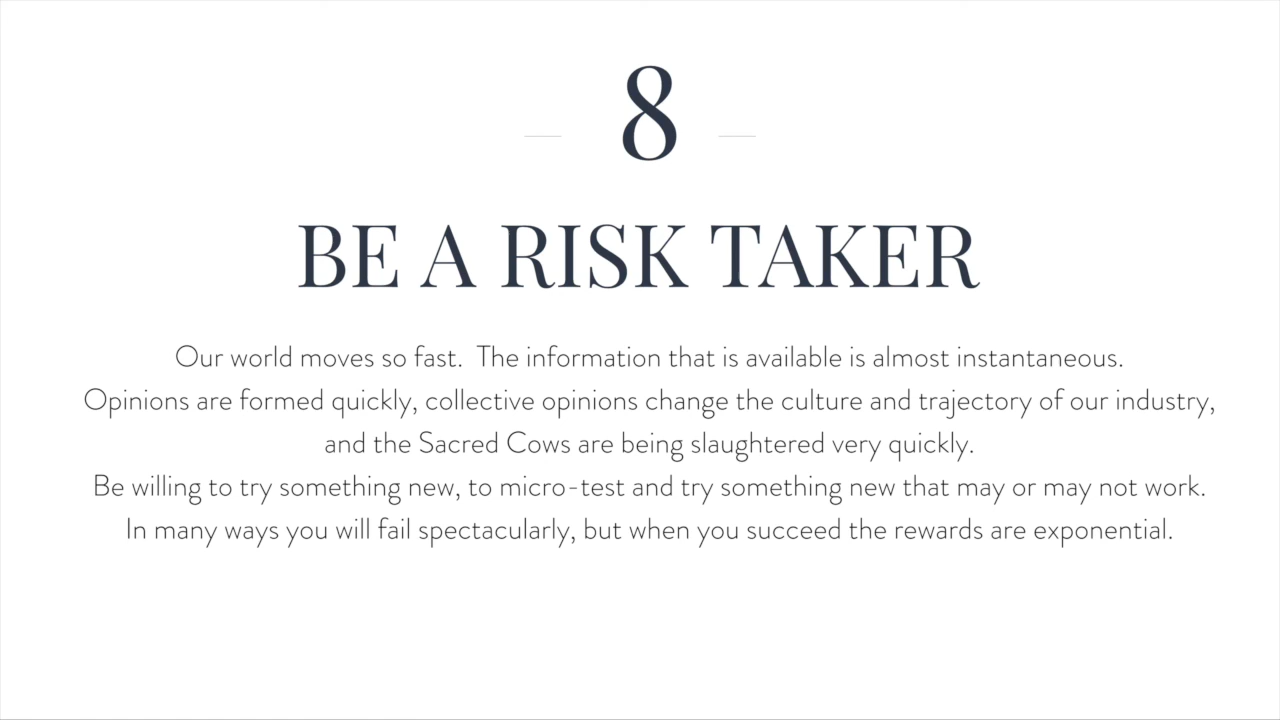 8
BE A RISK TAKER
Our world moves so fast.  The information that is available is almost instantaneous.
Opinions are formed quickly, collective opinions change the culture and trajectory of our industry,
and the Sacred Cows are being slaughtered very quickly.
Be willing to try something new, to micro-test and try something new that may or may not work.
In many ways you will fail spectacularly, but when you succeed the rewards are exponential.